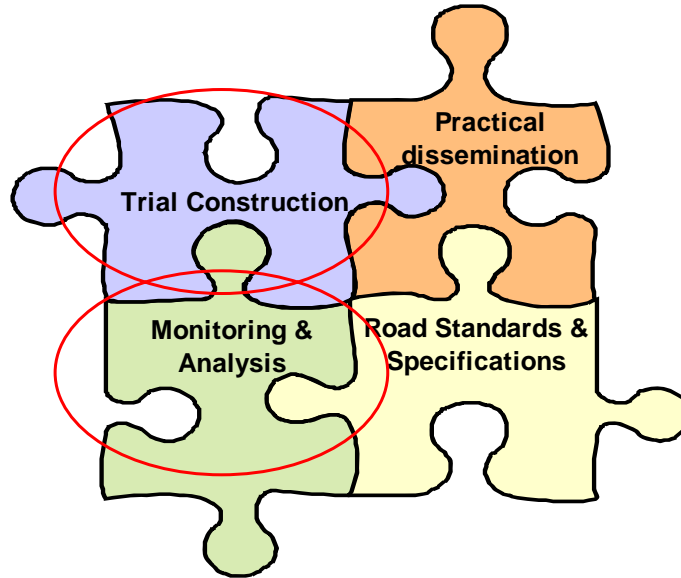 Practical
dissemination
Trial Construction
Monitoring &
Analysis
Road Standards &
Specifications